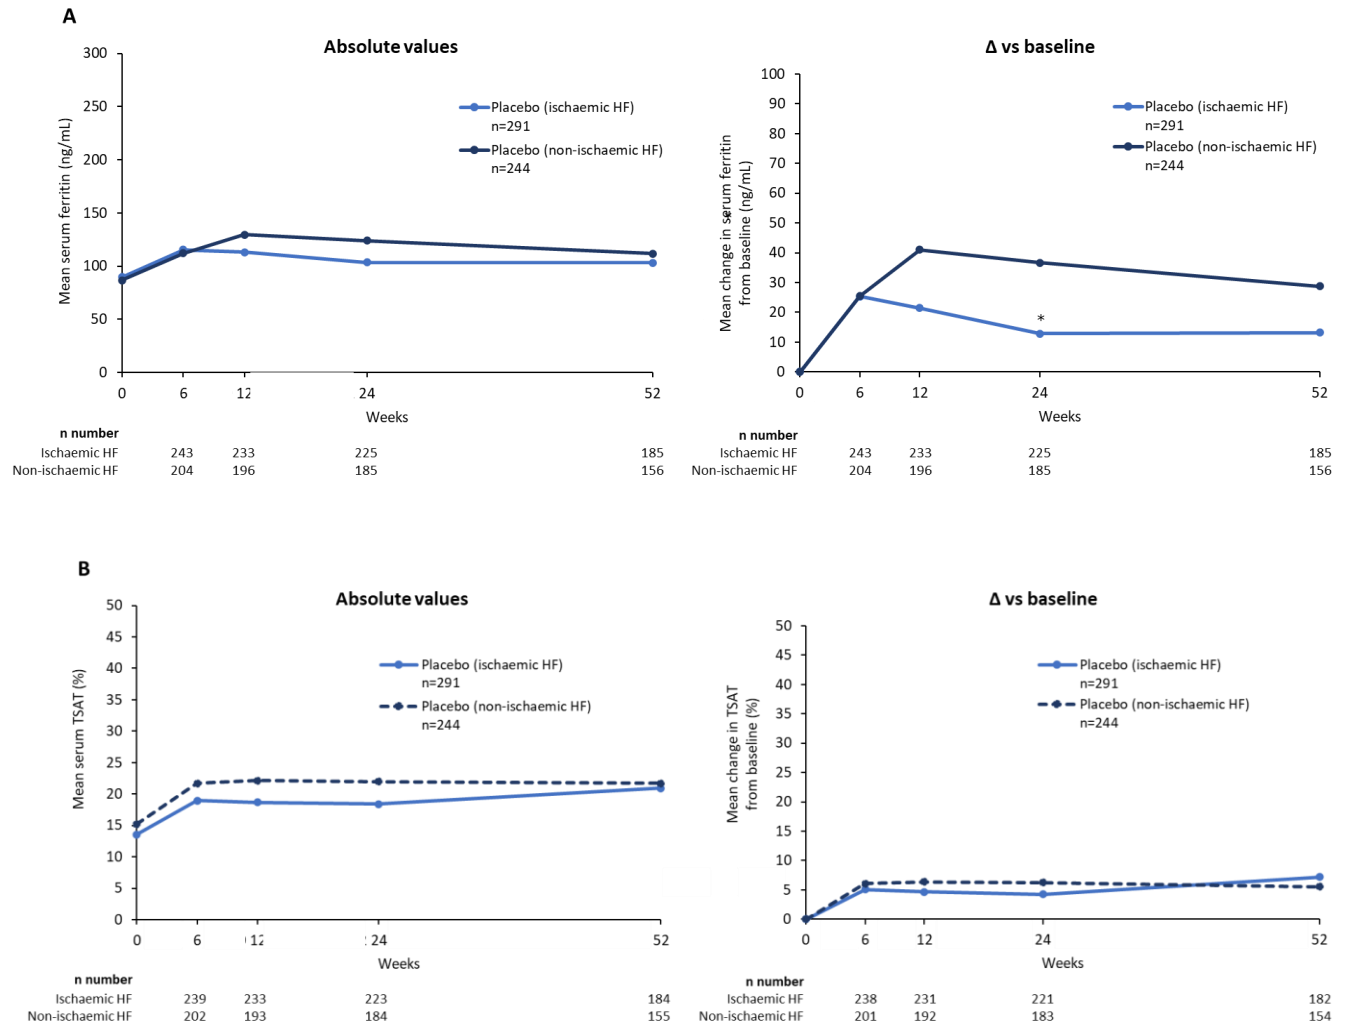 A
Absolute values
300
250
200
150
100
50
0
Mean serum ferritin (ng/mL)
Placebo (ischaemic HF)
n=291
Placebo (non-ischaemic HF)
n=244
0 6 12 24 52
Weeks
n number
Ischaemic HF 243 233 225 185
Non-ischaemic HF 204 196 185 156
Δ vs baseline
100
90
80
70
60
50
40
30
20
10
0
Mean change in serum ferritin
from baseline (ng/mL)
Placebo (ischaemic HF)
n=291
Placebo (non-ischaemic HF)
n=244
*
0 6 12 24 52
Weeks
n number
Ischaemic HF 243 233 225 185
Non-ischaemic HF 204 196 185 156
B
Absolute values
50
45
40
35
30
25
20
15
10
5
0
Mean serum TSAT (%)
Placebo (ischaemic HF)
n=291
Placebo (non-ischaemic HF)
n=244
0 6 12 24 52
Weeks
n number
Ischaemic HF 239 233 223 184
Non-ischaemic HF 202 193 184 155
Δ vs baseline
50
45
40
35
30
25
20
15
10
5
0
Mean change in TSAT
from baseline (%)
Placebo (ischaemic HF)
n=291
Placebo (non-ischaemic HF)
n=244
0 6 12 24 52
Weeks
n number
Ischaemic HF 238 231 221 182
Non-ischaemic HF 201 192 183 154